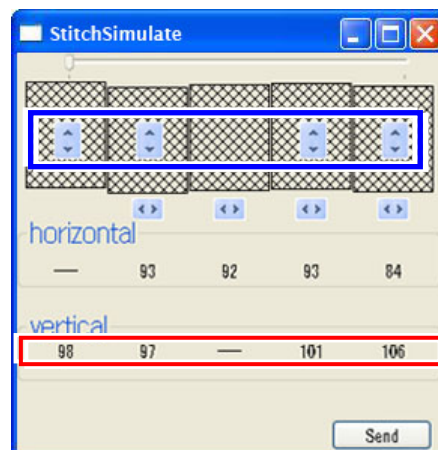 StitchSimulate
horizontal
— 93 92 93 84
vertical
98 97 — 101 106
Send